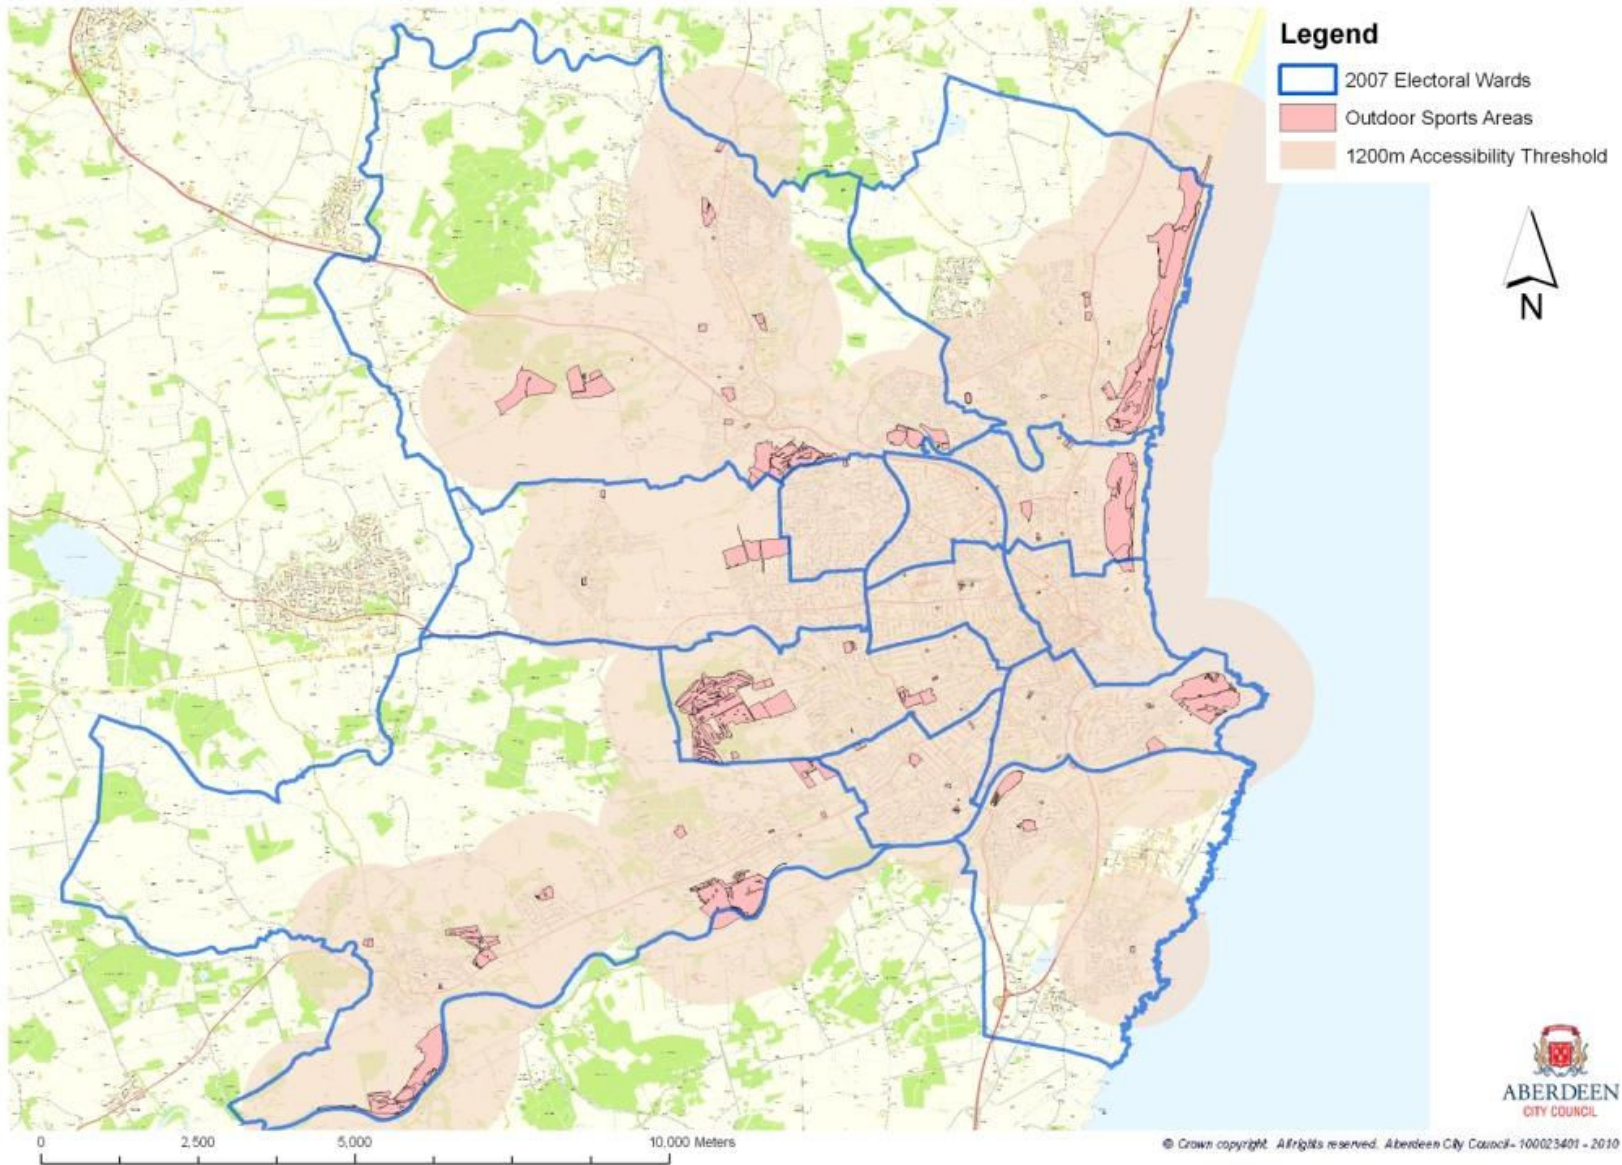 Legend
2007 Electoral Wards
Outdoor Sports Areas
1200m Accessibility Threshold
N
ABERDEEN
CITY COUNCIL
0 2,500 5,000 10,000 Meters
© Crown copyright. All rights reserved. Aberdeen City Council - 100023401 - 2010